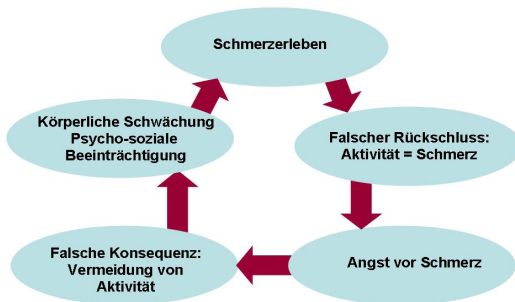 Schmerzerleben
Falscher Rückschluss:
Aktivität = Schmerz
Angst vor Schmerz
Falsche Konsequenz:
Vermeidung von
Aktivität
Körperliche Schwächung
Psycho-soziale
Beeinträchtigung